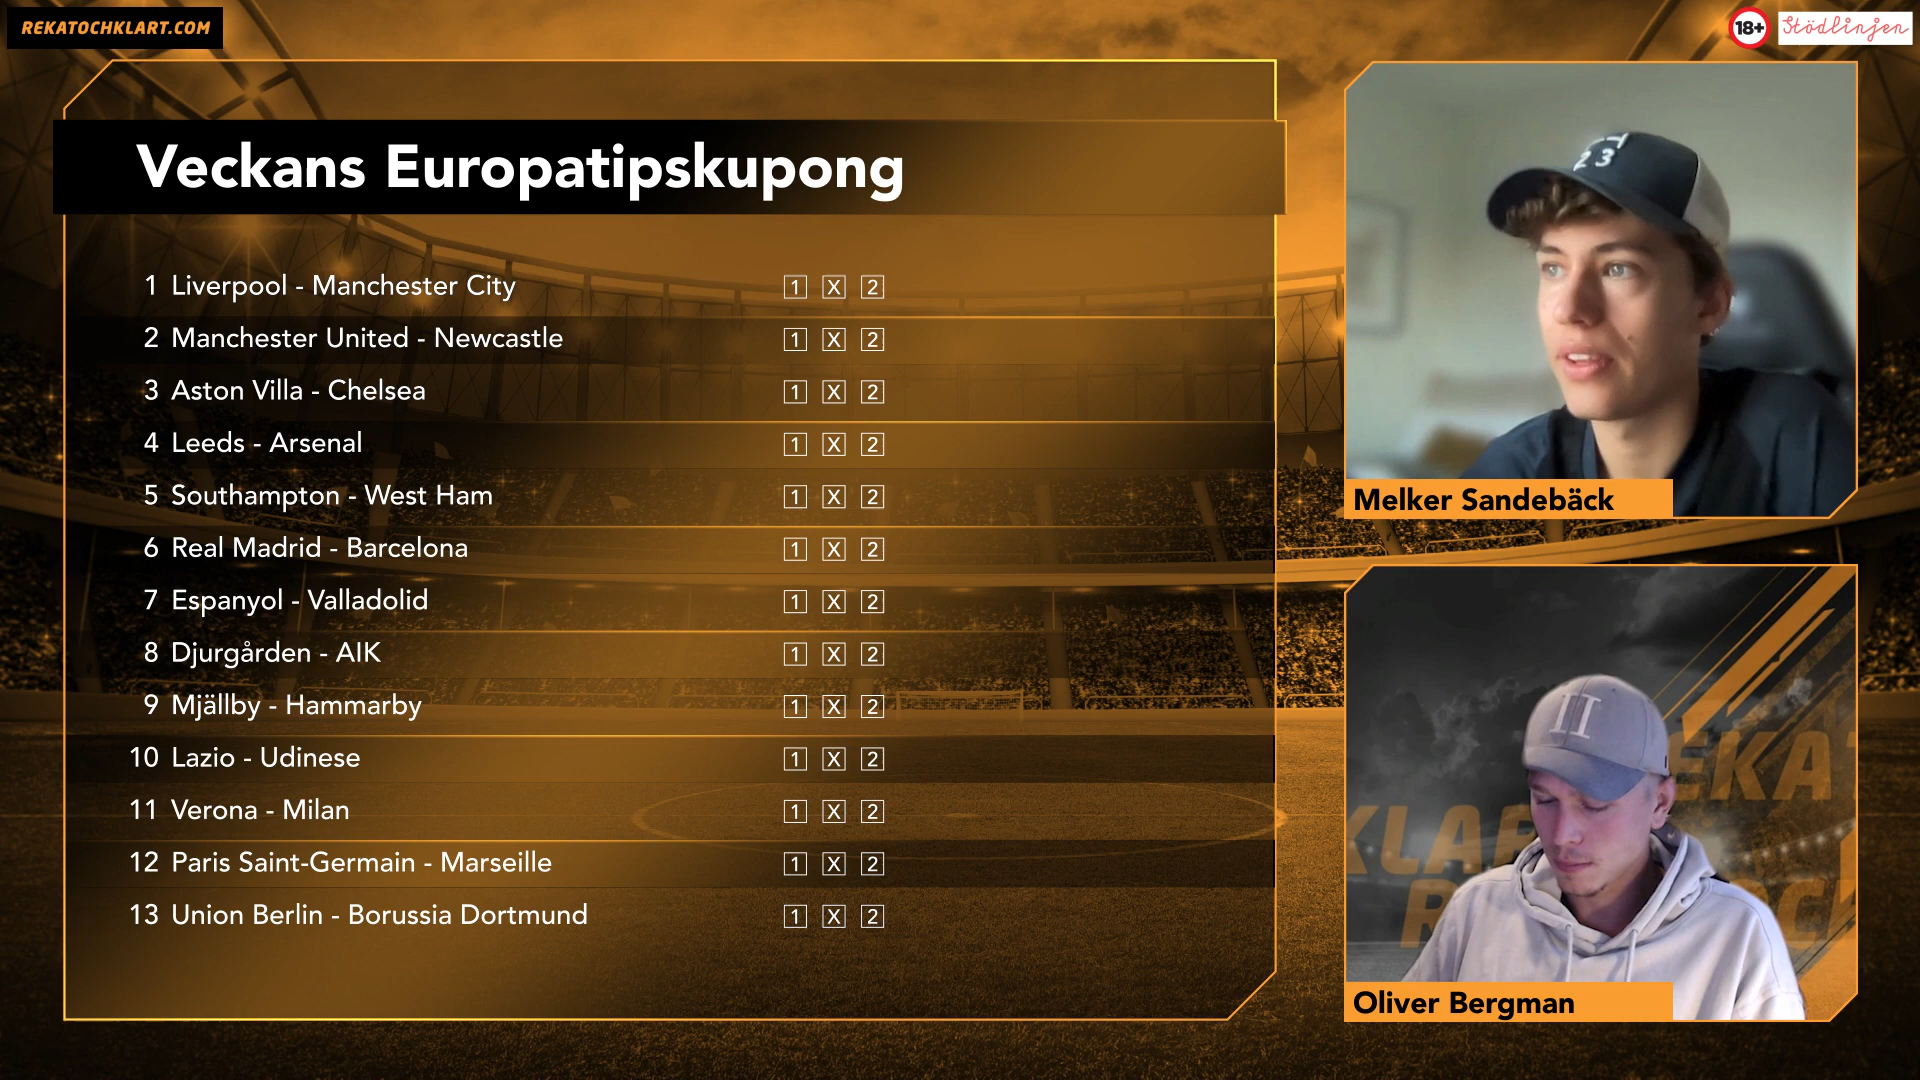 REKATOCHKLART.COM
18+ Stödlinjen
Veckans Europatipskupong
1 Liverpool - Manchester City 1 X 2
2 Manchester United - Newcastle 1 X 2
3 Aston Villa - Chelsea 1 X 2
4 Leeds - Arsenal 1 X 2
5 Southampton - West Ham 1 X 2
6 Real Madrid - Barcelona 1 X 2
7 Espanyol - Valladolid 1 X 2
8 Djurgården - AIK 1 X 2
9 Mjällby - Hammarby 1 X 2
10 Lazio - Udinese 1 X 2
11 Verona - Milan 1 X 2
12 Paris Saint-Germain - Marseille 1 X 2
13 Union Berlin - Borussia Dortmund 1 X 2
23
Melker Sandebäck
II
Oliver Bergman